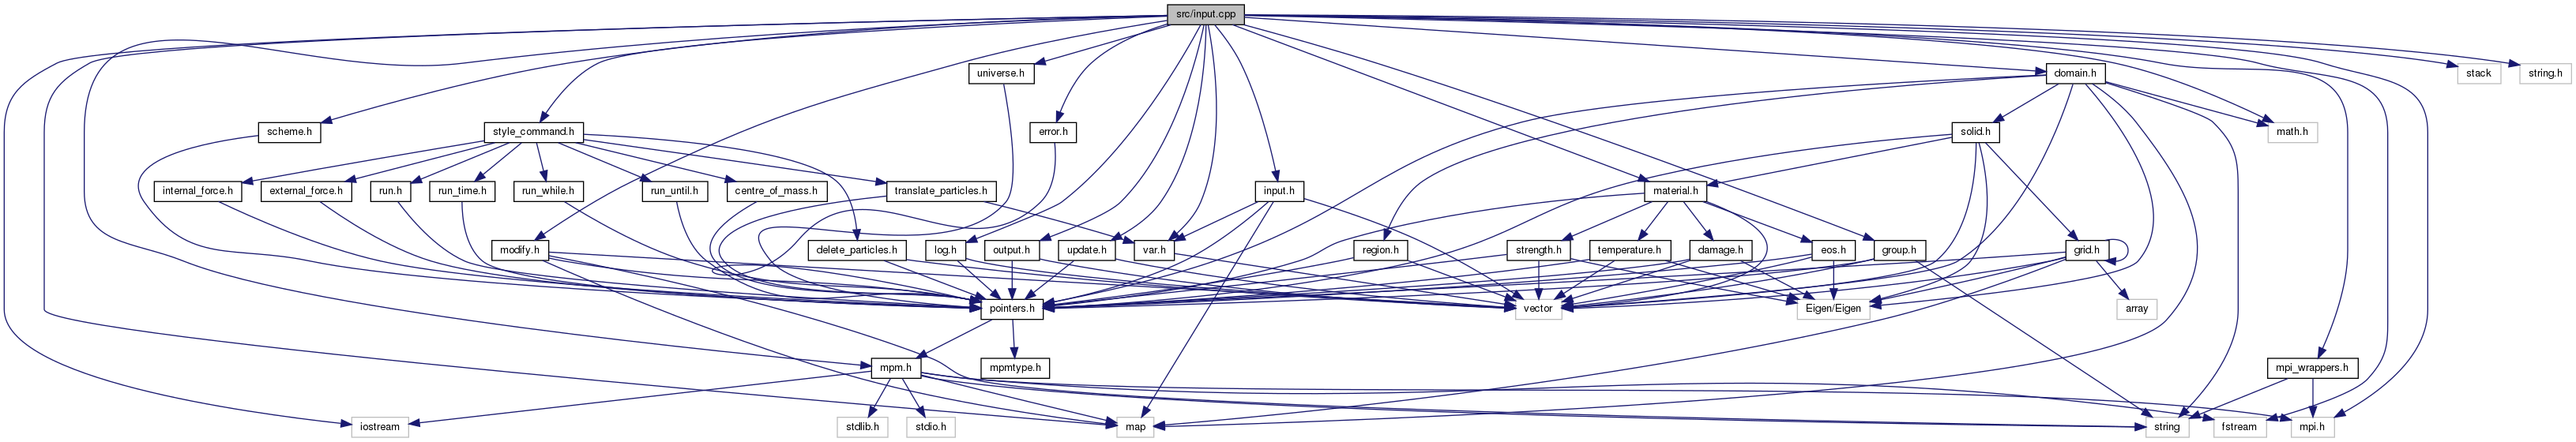 src/input.cpp
universe.h
domain.h
stack
string.h
scheme.h
style_command.h
error.h
solid.h
math.h
internal_force.h
external_force.h
run.h
run_time.h
run_while.h
run_until.h
centre_of_mass.h
translate_particles.h
input.h
material.h
modify.h
delete_particles.h
log.h
output.h
update.h
var.h
region.h
strength.h
temperature.h
damage.h
eos.h
group.h
grid.h
pointers.h
vector
Eigen/Eigen
array
mpm.h
mpmtype.h
mpi_wrappers.h
iostream
stdlib.h
stdio.h
map
string
fstream
mpi.h